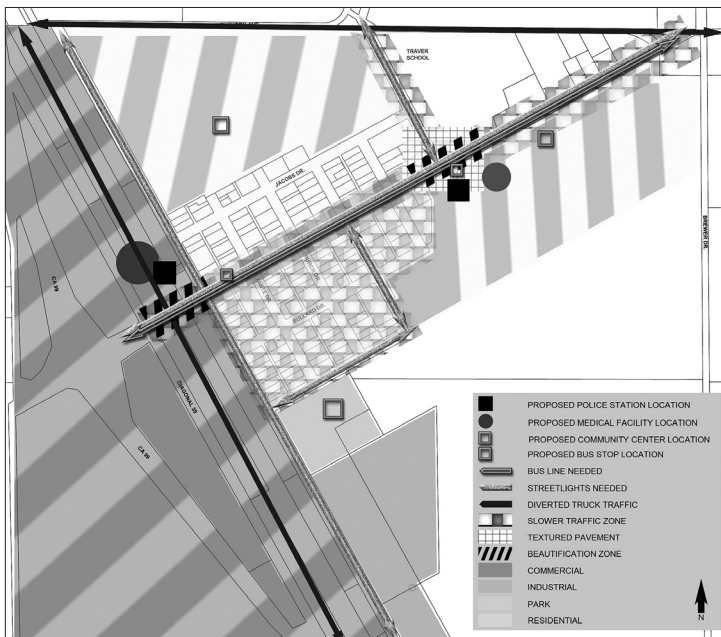 TRAVER
SCHOOL
JACOBS DR.
BREWER DR.
CA 99
DIAGONAL 39
CA 99
PROPOSED POLICE STATION LOCATION
PROPOSED MEDICAL FACILITY LOCATION
PROPOSED COMMUNITY CENTER LOCATION
PROPOSED BUS STOP LOCATION
BUS LINE NEEDED
STREETLIGHTS NEEDED
DIVERTED TRUCK TRAFFIC
SLOWER TRAFFIC ZONE
TEXTURED PAVEMENT
BEAUTIFICATION ZONE
COMMERCIAL
INDUSTRIAL
PARK
RESIDENTIAL
N